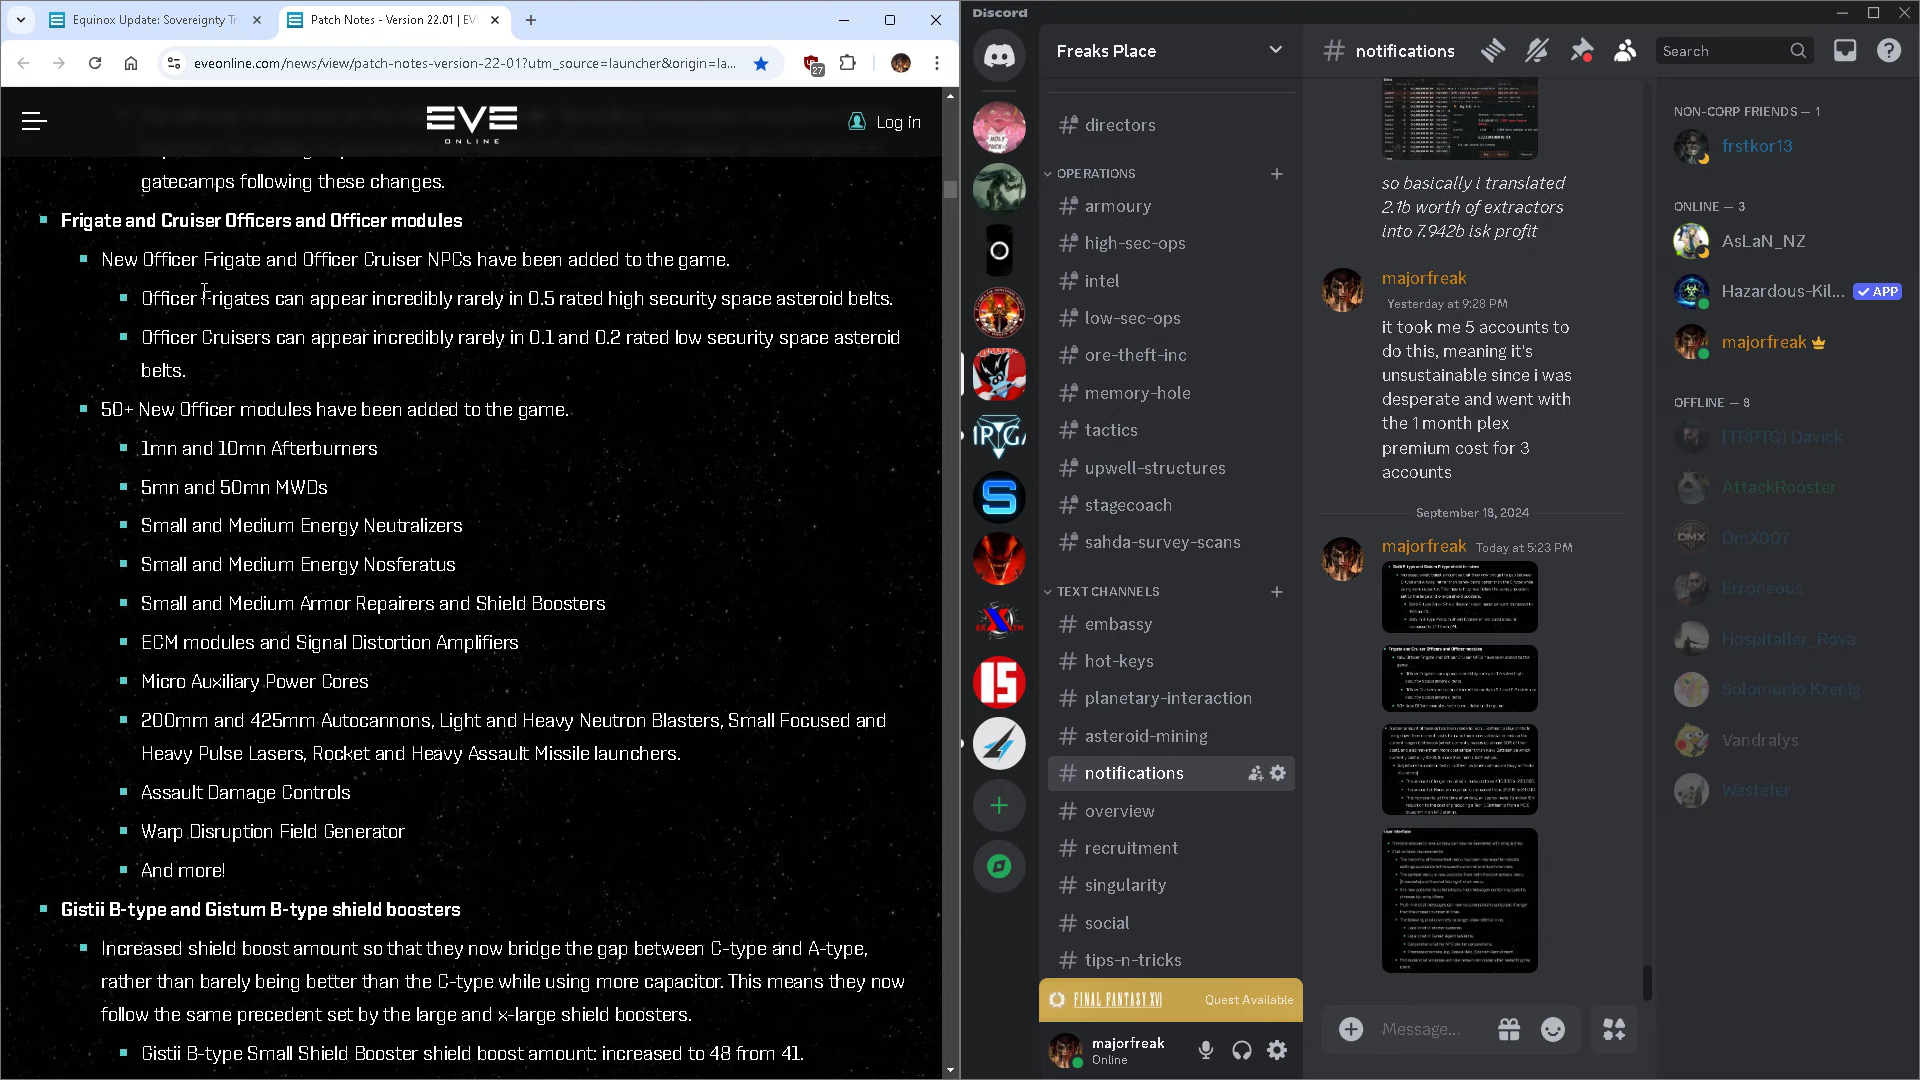 Equinox Update: Sovereignty Tr
Patch Notes - Version 22.01 | EV
eveonline.com/news/view/patch-notes-version-22-01?utm_source=launcher&origin=la...
27
EVE
ONLINE
Log in
gatecamps following these changes.
Frigate and Cruiser Officers and Officer modules
New Officer Frigate and Officer Cruiser NPCs have been added to the game.
Officer Frigates can appear incredibly rarely in 0.5 rated high security space asteroid belts.
Officer Cruisers can appear incredibly rarely in 0.1 and 0.2 rated low security space asteroid
belts.
50+ New Officer modules have been added to the game.
1mn and 10mn Afterburners
5mn and 50mn MWDs
Small and Medium Energy Neutralizers
Small and Medium Energy Nosferatus
Small and Medium Armor Repairers and Shield Boosters
ECM modules and Signal Distortion Amplifiers
Micro Auxiliary Power Cores
200mm and 425mm Autocannons, Light and Heavy Neutron Blasters, Small Focused and
Heavy Pulse Lasers, Rocket and Heavy Assault Missile launchers.
Assault Damage Controls
Warp Disruption Field Generator
And more!
Gistii B-type and Gistum B-type shield boosters
Increased shield boost amount so that they now bridge the gap between C-type and A-type,
rather than barely being better than the C-type while using more capacitor. This means they now
follow the same precedent set by the large and x-large shield boosters.
Gistii B-type Small Shield Booster shield boost amount: increased to 48 from 41.
Discord
Freaks Place
directors
OPERATIONS
armoury
high-sec-ops
intel
low-sec-ops
ore-theft-inc
memory-hole
tactics
upwell-structures
stagecoach
sahda-survey-scans
TEXT CHANNELS
embassy
hot-keys
planetary-interaction
asteroid-mining
notifications
overview
recruitment
singularity
social
tips-n-tricks
FINAL FANTASY XVI
Quest Available
majorfreak
Online
notifications
Search
so basically i translated
2.1b worth of extractors
into 7.942b isk profit
majorfreak
Yesterday at 9:28 PM
it took me 5 accounts to
do this, meaning it's
unsustainable since i was
desperate and went with
the 1 month plex
premium cost for 3
accounts
September 18, 2024
majorfreak Today at 5:23 PM
Message...
NON-CORP FRIENDS — 1
frstkor13
ONLINE — 3
AsLaN_NZ
Hazardous-Kil... APP
majorfreak
OFFLINE — 8
[TRPTG] Davick
AttackRooster
DmX007
Erroneous
Hospitaller_Rova
Solomunio Kzenig
Vandralys
Westefer